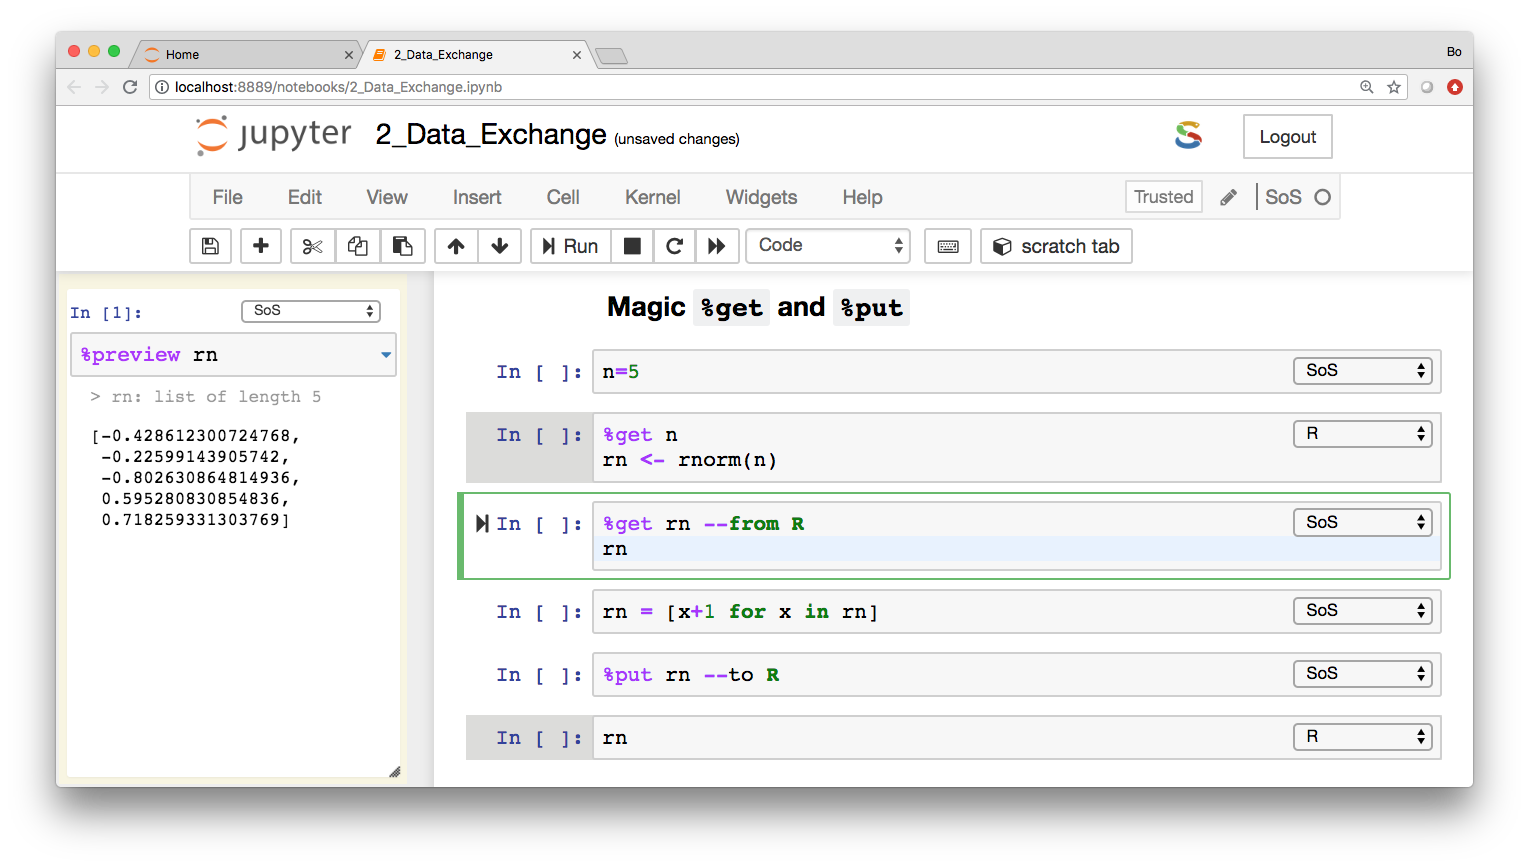 Home
2_Data_Exchange
Bo
localhost:8889/notebooks/2_Data_Exchange.ipynb
jupyter 2_Data_Exchange (unsaved changes)
Logout
File Edit View Insert Cell Kernel Widgets Help Trusted SoS
Run Code scratch tab
In [1]: SoS
%preview rn
> rn: list of length 5
[-0.428612300724768,
-0.22599143905742,
-0.802630864814936,
0.595280830854836,
0.718259331303769]
Magic %get and %put
In [ ]: n=5 SoS
In [ ]: %get n R
rn <- rnorm(n)
In [ ]: %get rn --from R SoS
rn
In [ ]: rn = [x+1 for x in rn] SoS
In [ ]: %put rn --to R SoS
In [ ]: rn R